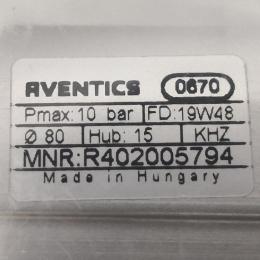 AVENTICS 0670
Pmax: 10 bar FD: 19W48
Ø 80 Hub: 15 KHZ
MNR: R402005794
Made in Hungary